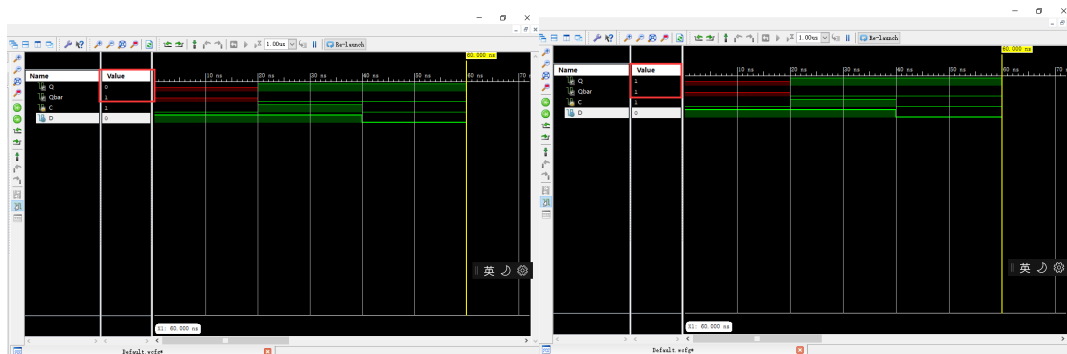 1.00us
Re-launch
60.000 ns
Name
Value
10 ns
20 ns
30 ns
40 ns
50 ns
60 ns
70
Q
0
Qbar
1
C
1
D
0
英
X1: 60.000 ns
Default.wcfg*
1.00us
Re-launch
60.000 ns
Name
Value
10 ns
20 ns
30 ns
40 ns
50 ns
60 ns
70 n
Q
1
Qbar
1
C
1
D
0
英
X1: 60.000 ns
Default.wcfg*